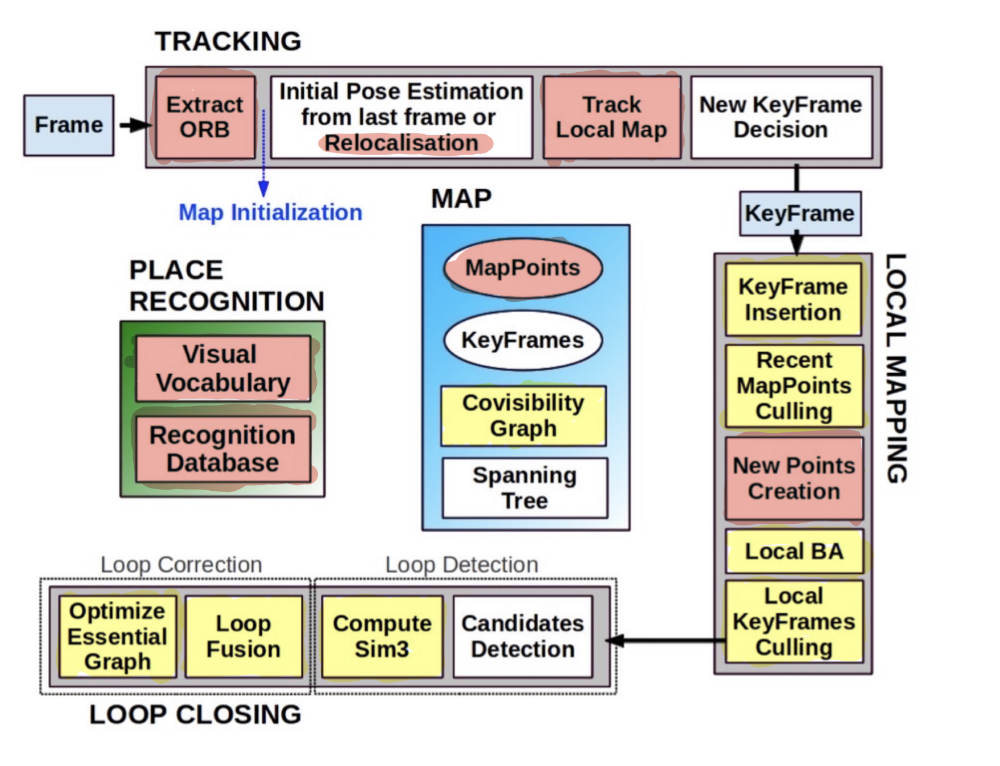 TRACKING
Frame
Extract
ORB
Initial Pose Estimation
from last frame or
Relocalisation
Track
Local Map
New KeyFrame
Decision
Map Initialization
MAP
KeyFrame
PLACE
RECOGNITION
Visual
Vocabulary
Recognition
Database
MapPoints
KeyFrames
Covisibility
Graph
Spanning
Tree
LOCAL MAPPING
KeyFrame
Insertion
Recent
MapPoints
Culling
New Points
Creation
Local BA
Local
KeyFrames
Culling
Loop Correction
Loop Detection
Optimize
Essential
Graph
Loop
Fusion
Compute
Sim3
Candidates
Detection
LOOP CLOSING